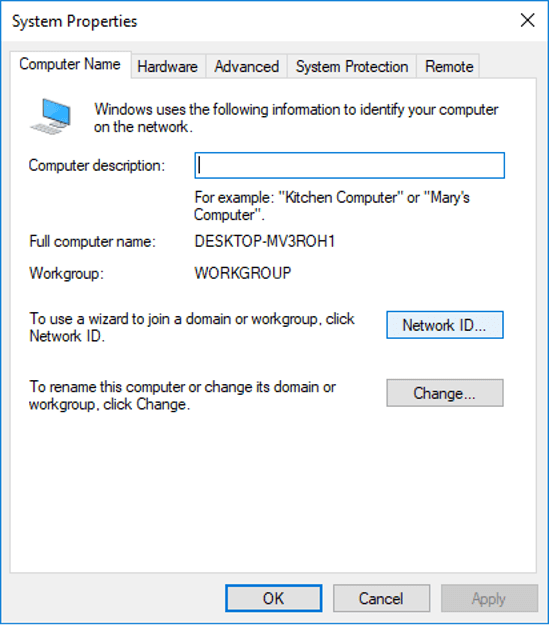 System Properties
Computer Name
Hardware
Advanced
System Protection
Remote
Windows uses the following information to identify your computer
on the network.
Computer description:
For example: "Kitchen Computer" or "Mary's
Computer".
Full computer name:
DESKTOP-MV3ROH1
Workgroup:
WORKGROUP
To use a wizard to join a domain or workgroup, click
Network ID.
Network ID...
To rename this computer or change its domain or
workgroup, click Change.
Change...
OK
Cancel
Apply